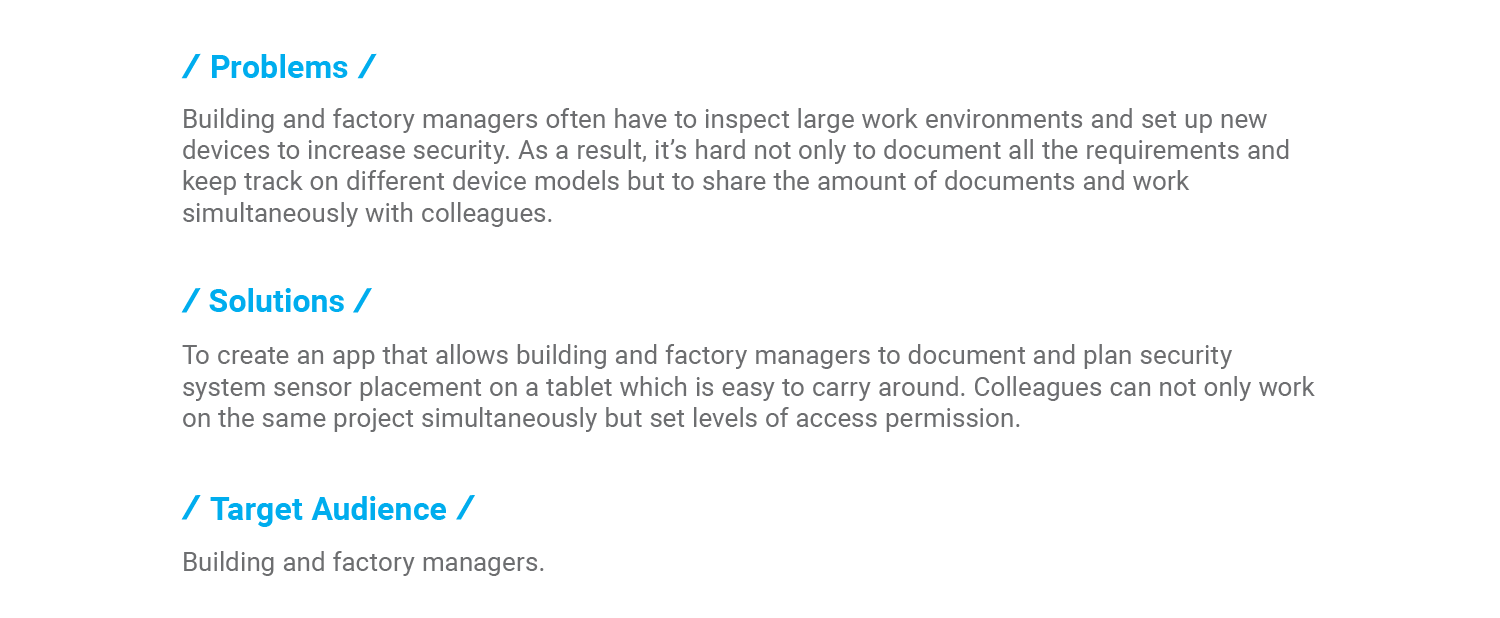 / Problems /
Building and factory managers often have to inspect large work environments and set up new
devices to increase security. As a result, it’s hard not only to document all the requirements and
keep track on different device models but to share the amount of documents and work
simultaneously with colleagues.
/ Solutions /
To create an app that allows building and factory managers to document and plan security
system sensor placement on a tablet which is easy to carry around. Colleagues can not only work
on the same project simultaneously but set levels of access permission.
/ Target Audience /
Building and factory managers.